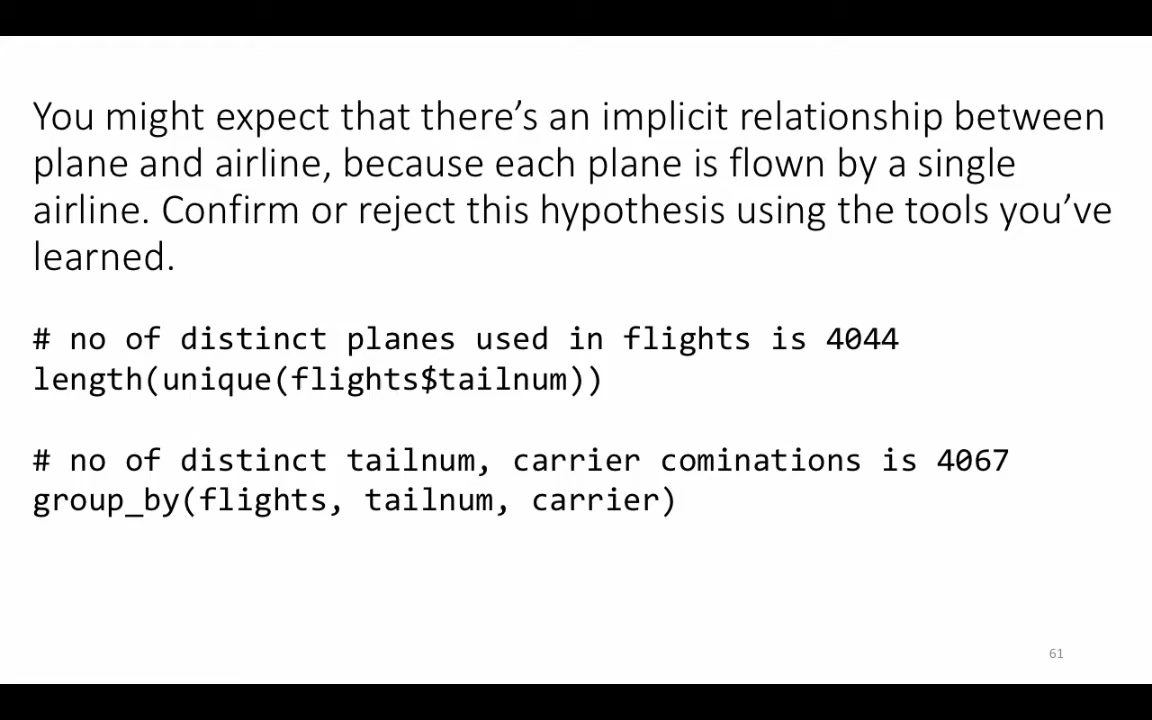 You might expect that there’s an implicit relationship between
plane and airline, because each plane is flown by a single
airline. Confirm or reject this hypothesis using the tools you’ve
learned.
# no of distinct planes used in flights is 4044
length(unique(flights$tailnum))
# no of distinct tailnum, carrier cominations is 4067
group_by(flights, tailnum, carrier)
61